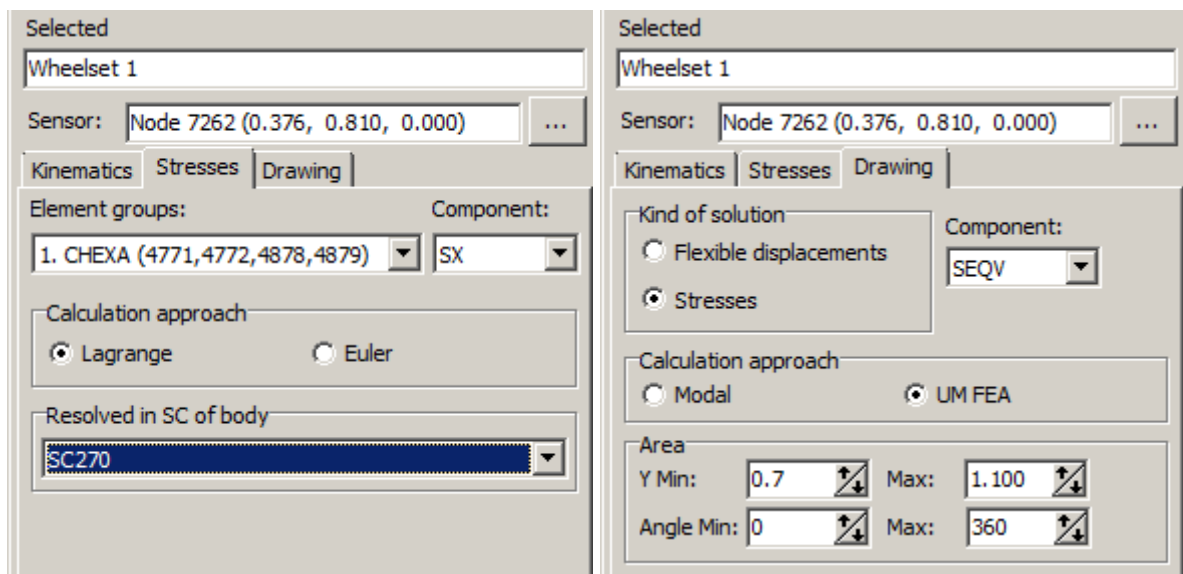 Selected
Wheelset 1
Sensor: Node 7262 (0.376, 0.810, 0.000) ...
Kinematics Stresses Drawing
Element groups: Component:
1. CHEXA (4771,4772,4878,4879) SX
Calculation approach
Lagrange Euler
Resolved in SC of body
SC270
Selected
Wheelset 1
Sensor: Node 7262 (0.376, 0.810, 0.000) ...
Kinematics Stresses Drawing
Kind of solution
Component:
Flexible displacements
SEQV
Stresses
Calculation approach
Modal UM FEA
Area
Y Min: 0.7 Max: 1.100
Angle Min: 0 Max: 360